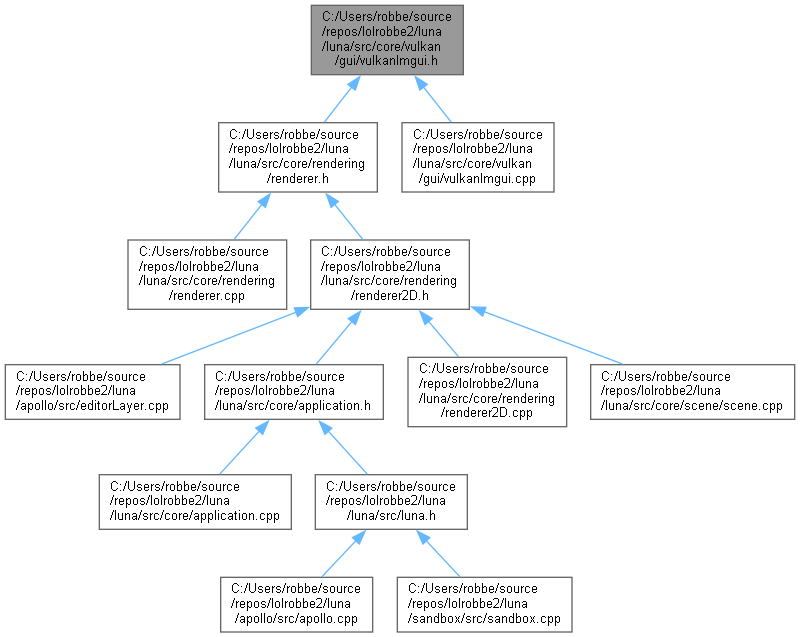 C:/Users/robbe/source
/repos/lolrobbe2/luna
/luna/src/core/vulkan
/gui/vulkanImgui.h
C:/Users/robbe/source
/repos/lolrobbe2/luna
/luna/src/core/rendering
/renderer.h
C:/Users/robbe/source
/repos/lolrobbe2/luna
/luna/src/core/vulkan
/gui/vulkanImgui.cpp
C:/Users/robbe/source
/repos/lolrobbe2/luna
/luna/src/core/rendering
/renderer.cpp
C:/Users/robbe/source
/repos/lolrobbe2/luna
/luna/src/core/rendering
/renderer2D.h
C:/Users/robbe/source
/repos/lolrobbe2/luna
/apollo/src/editorLayer.cpp
C:/Users/robbe/source
/repos/lolrobbe2/luna
/luna/src/core/application.h
C:/Users/robbe/source
/repos/lolrobbe2/luna
/luna/src/core/rendering
/renderer2D.cpp
C:/Users/robbe/source
/repos/lolrobbe2/luna
/luna/src/core/scene/scene.cpp
C:/Users/robbe/source
/repos/lolrobbe2/luna
/luna/src/core/application.cpp
C:/Users/robbe/source
/repos/lolrobbe2/luna
/luna/src/luna.h
C:/Users/robbe/source
/repos/lolrobbe2/luna
/apollo/src/apollo.cpp
C:/Users/robbe/source
/repos/lolrobbe2/luna
/sandbox/src/sandbox.cpp